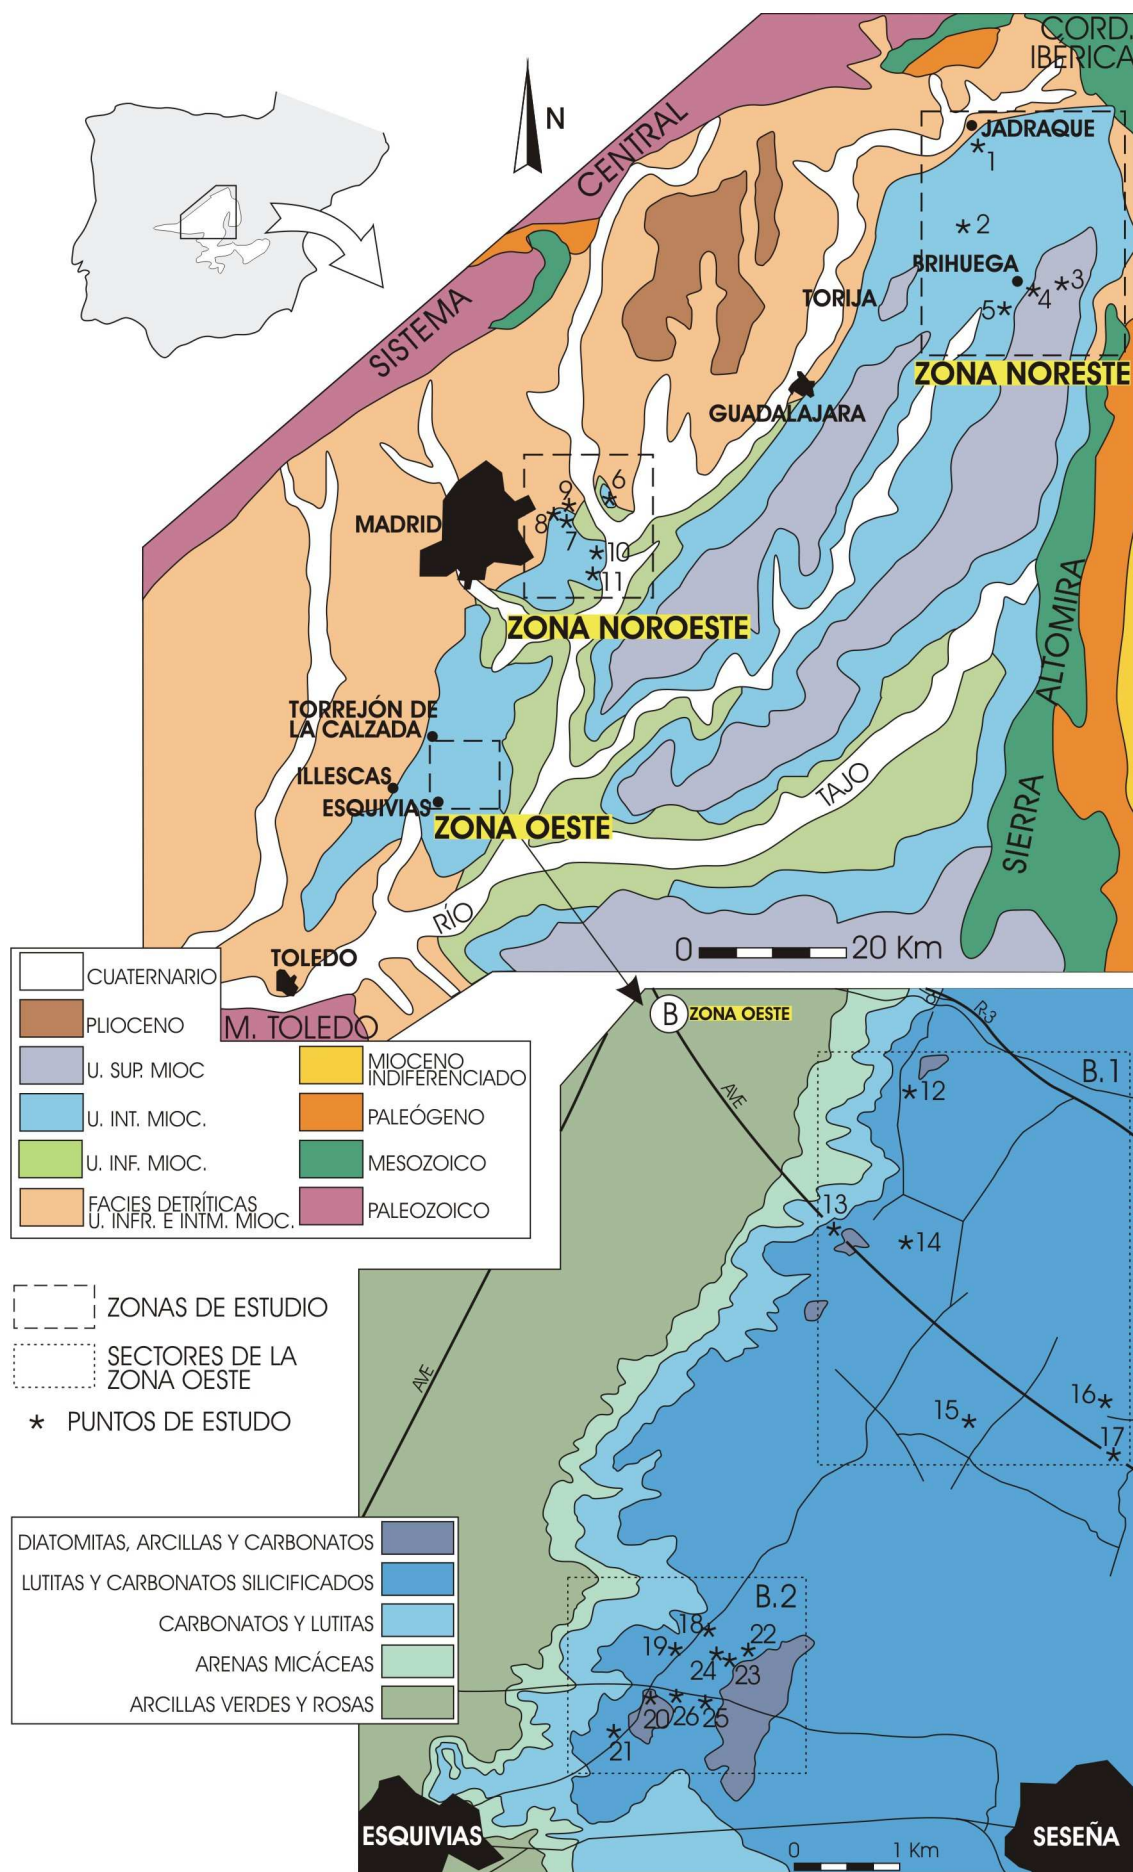 CORD.
IBÉRICA
N
CENTRAL
JADRAQUE
1
2
BRIHUEGA
3
4
5
TORIJA
SISTEMA
ZONA NORESTE
GUADALAJARA
6
9
8
7
MADRID
10
11
ZONA NOROESTE
ALTOMIRA
TORREJÓN DE
LA CALZADA
ILLESCAS
ESQUIVIAS
TAJO
ZONA OESTE
SIERRA
RÍO
0 20 Km
TOLEDO
M. TOLEDO
CUATERNARIO
PLIOCENO
U. SUP. MIOC
U. INT. MIOC.
U. INF. MIOC.
FACIES DETRÍTICAS
U. INFR. E INTM. MIOC.
MIOCENO
INDIFERENCIADO
PALEÓGENO
MESOZOICO
PALEOZOICO
B ZONA OESTE
R-3
B.1
AVE
12
13
14
AVE
15
16
17
ZONAS DE ESTUDIO
SECTORES DE LA
ZONA OESTE
* PUNTOS DE ESTUDO
DIATOMITAS, ARCILLAS Y CARBONATOS
LUTITAS Y CARBONATOS SILICIFICADOS
CARBONATOS Y LUTITAS
ARENAS MICÁCEAS
ARCILLAS VERDES Y ROSAS
B.2
18
19
22
24
23
20
26
25
21
ESQUIVIAS
SESEÑA
0 1 Km